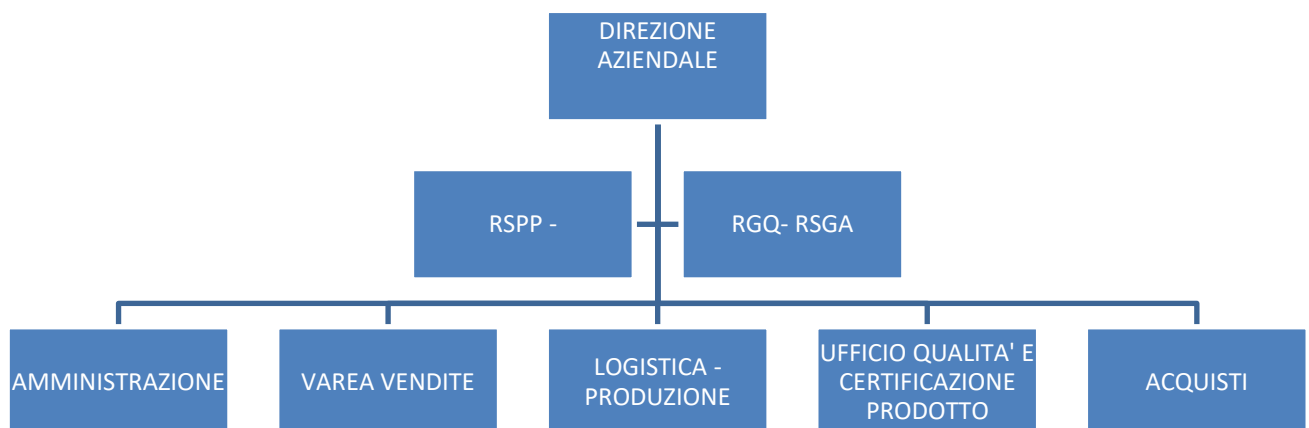 DIREZIONE
AZIENDALE
RSPP -
RGQ- RSGA
AMMINISTRAZIONE
VAREA VENDITE
LOGISTICA -
PRODUZIONE
UFFICIO QUALITA' E
CERTIFICAZIONE
PRODOTTO
ACQUISTI